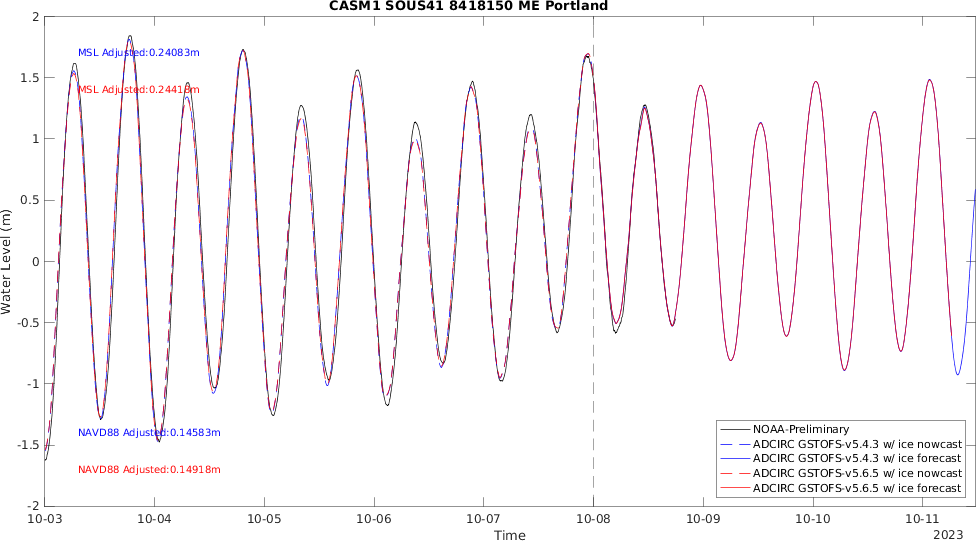 CASM1 SOUS41 8418150 ME Portland
2
1.5
1
0.5
0
-0.5
-1
-1.5
-2
Water Level (m)
MSL Adjusted:0.24083m
MSL Adjusted:0.24413m
NAVD88 Adjusted:0.14583m
NAVD88 Adjusted:0.14918m
NOAA-Preliminary
ADCIRC GSTOFS-v5.4.3 w/ ice nowcast
ADCIRC GSTOFS-v5.4.3 w/ ice forecast
ADCIRC GSTOFS-v5.6.5 w/ ice nowcast
ADCIRC GSTOFS-v5.6.5 w/ ice forecast
10-03 10-04 10-05 10-06 10-07 10-08 10-09 10-10 10-11
Time
2023